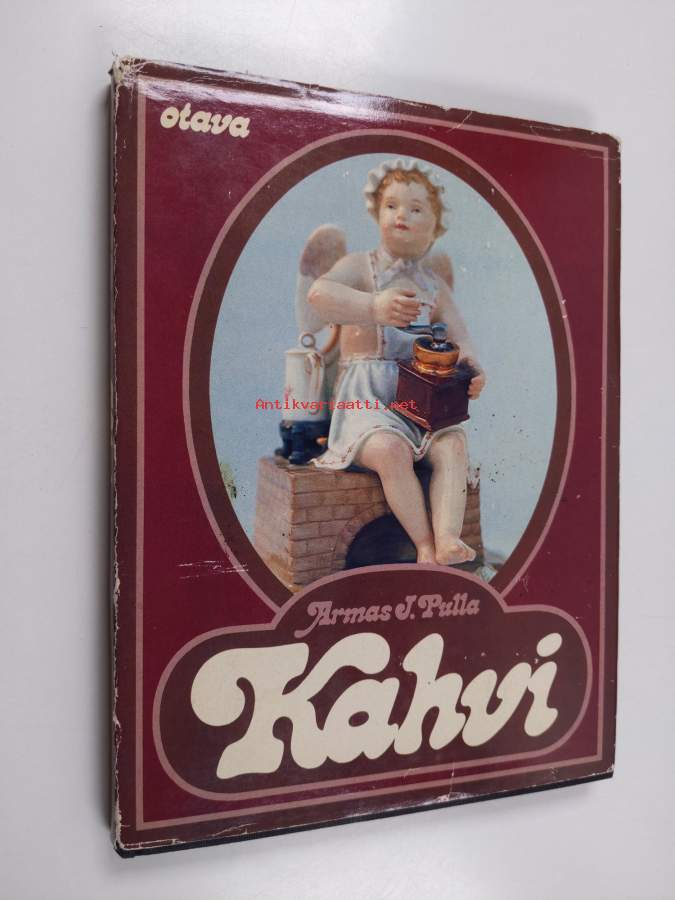 otava
Antikvariaatti.net
Armas J. Pulla
Kahvi